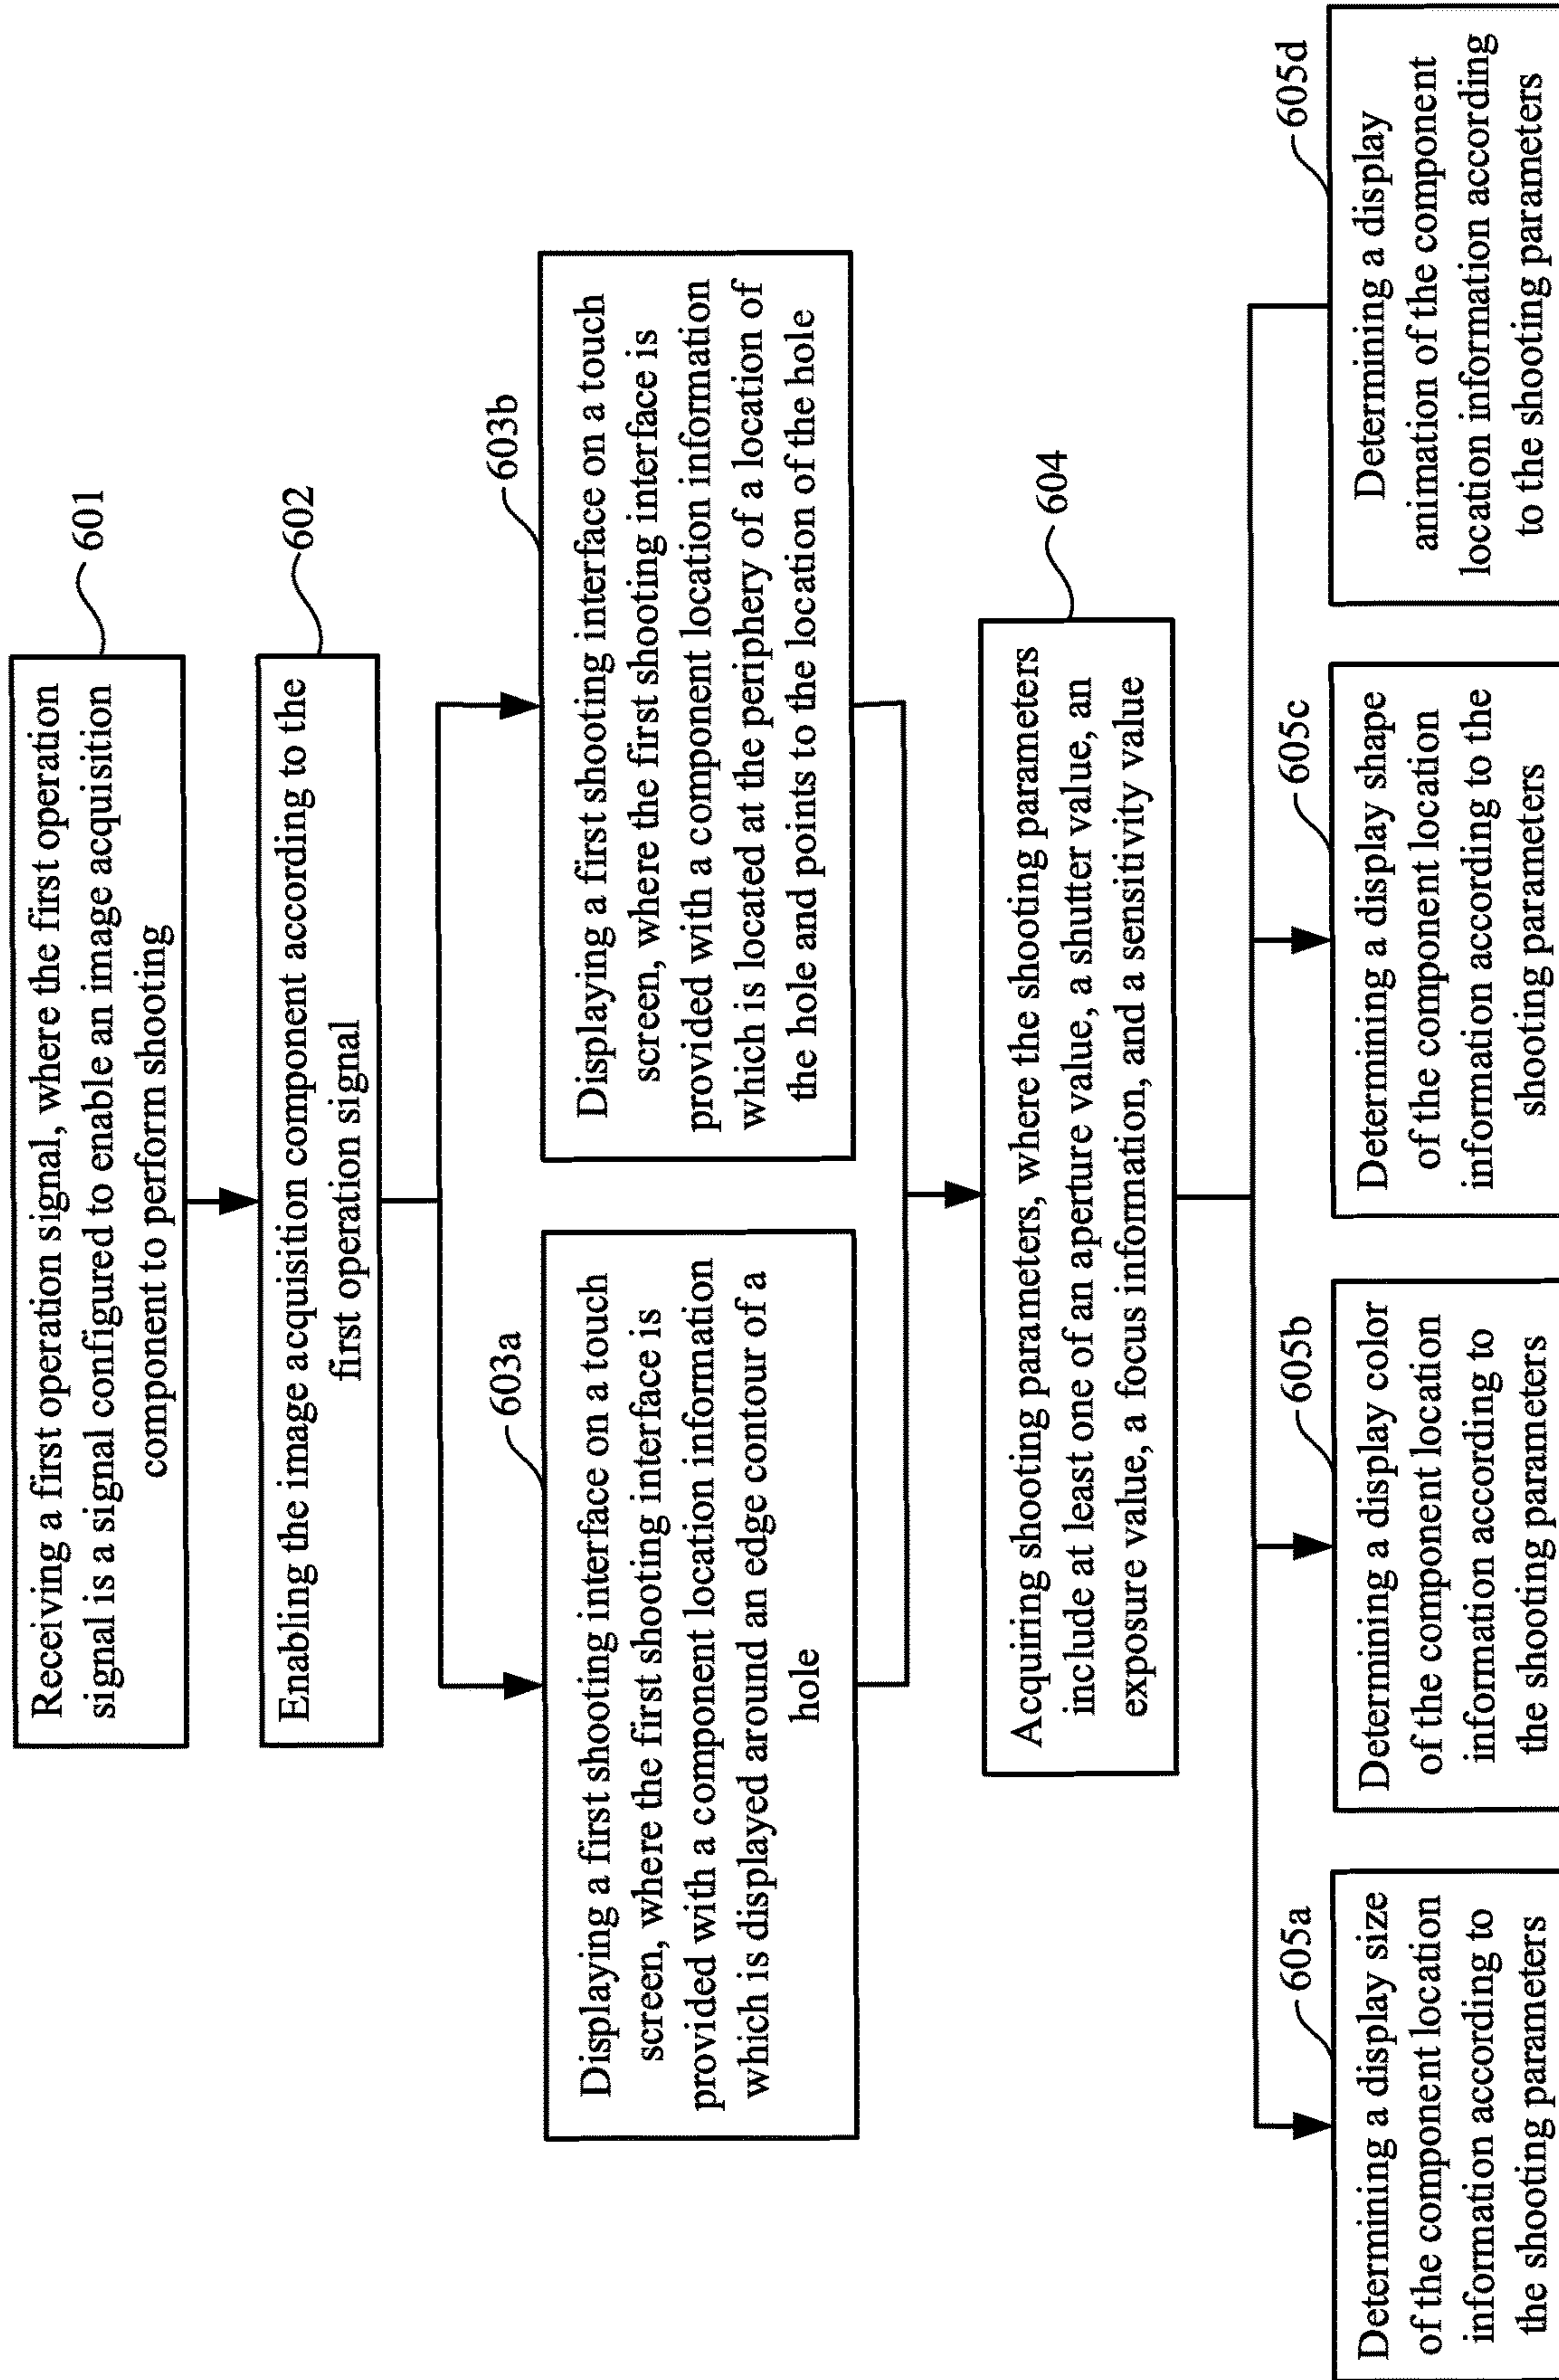 Receiving a first operation signal, where the first operation
signal is a signal configured to enable an image acquisition
component to perform shooting
601
Enabling the image acquisition component according to the
first operation signal
602
603a
Displaying a first shooting interface on a touch
screen, where the first shooting interface is
provided with a component location information
which is displayed around an edge contour of a
hole
603b
Displaying a first shooting interface on a touch
screen, where the first shooting interface is
provided with a component location information
which is located at the periphery of a location of
the hole and points to the location of the hole
604
Acquiring shooting parameters, where the shooting parameters
include at least one of an aperture value, a shutter value, an
exposure value, a focus information, and a sensitivity value
605a
Determining a display size
of the component location
information according to
the shooting parameters
605b
Determining a display color
of the component location
information according to
the shooting parameters
605c
Determining a display shape
of the component location
information according to the
shooting parameters
605d
Determining a display
animation of the component
location information according
to the shooting parameters